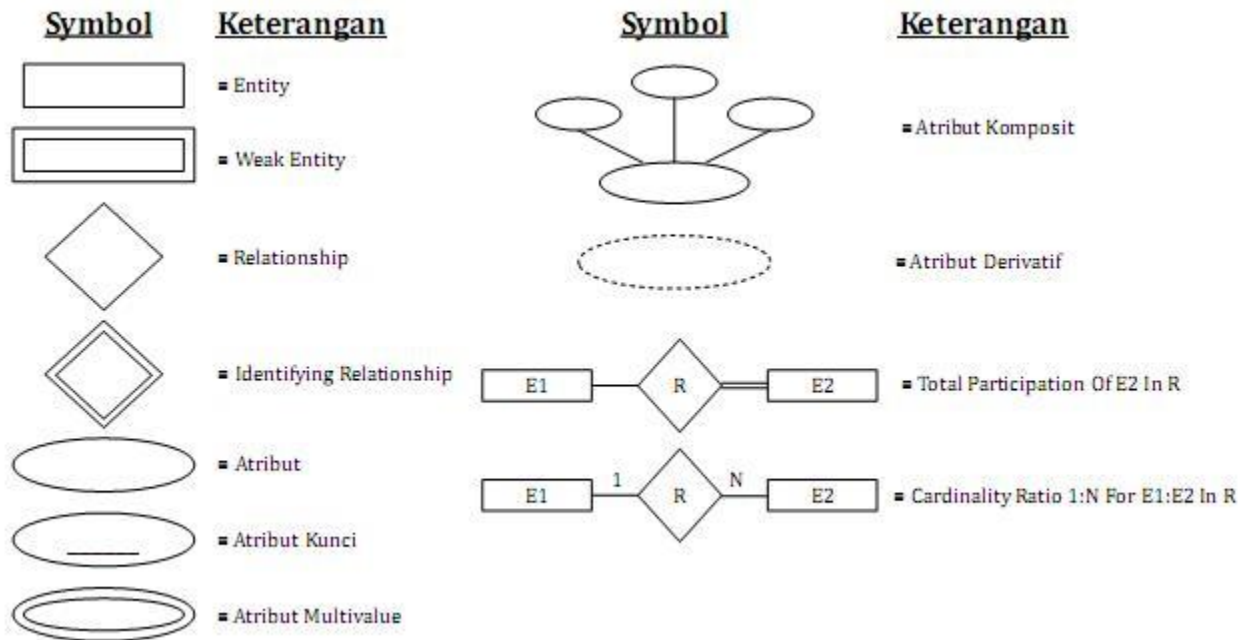 Symbol
Keterangan
= Entity
= Weak Entity
= Relationship
= Identifying Relationship
= Atribut
= Atribut Kunci
= Atribut Multivalue
Symbol
Keterangan
= Atribut Komposit
= Atribut Derivatif
E1 R E2
= Total Participation Of E2 In R
E1 1 R N E2
= Cardinality Ratio 1:N For E1:E2 In R